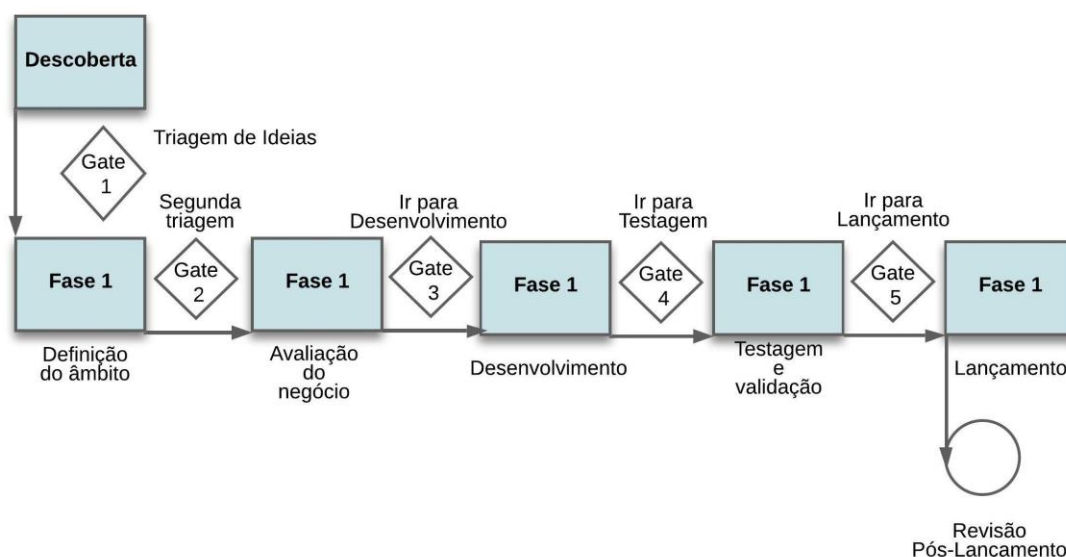 Descoberta
Triagem de Ideias
Gate
1
Segunda
triagem
Ir para
Desenvolvimento
Ir para
Testagem
Ir para
Lançamento
Fase 1
Gate
2
Fase 1
Gate
3
Fase 1
Gate
4
Fase 1
Gate
5
Fase 1
Definição
do âmbito
Avaliação
do
negócio
Desenvolvimento
Testagem
e
validação
Lançamento
Revisão
Pós-Lancamento